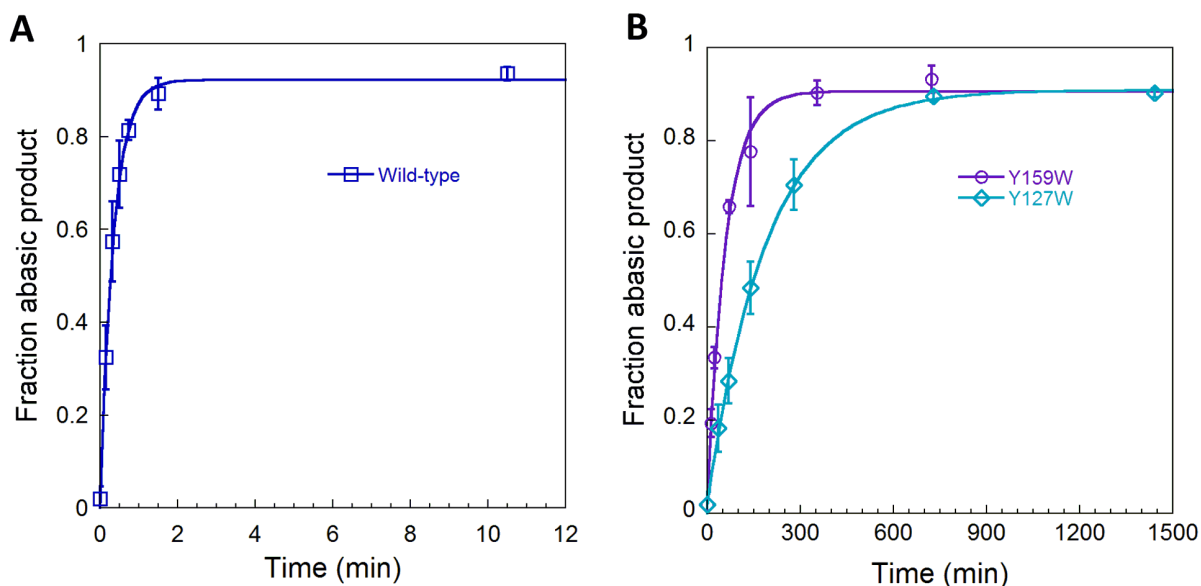 A
Fraction abasic product
1
0.8
0.6
0.4
0.2
0
0 2 4 6 8 10 12
Time (min)
Wild-type
B
Fraction abasic product
1
0.8
0.6
0.4
0.2
0
0 300 600 900 1200 1500
Time (min)
Y159W
Y127W